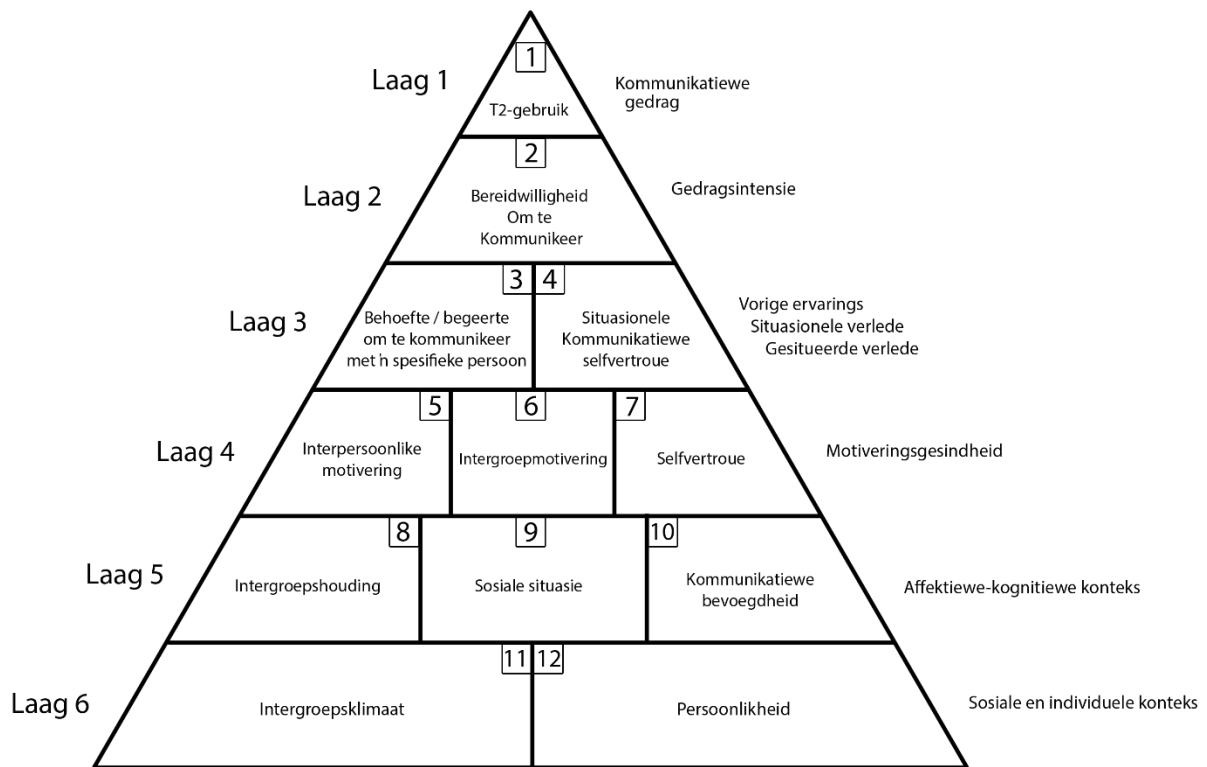 Laag 1
1
T2-gebruik
Kommunikatiewe
gedrag
Laag 2
2
Bereidwilligheid
Om te
Kommunikeer
Gedragsintensie
Laag 3
3
Behoefte / begeerte
om te kommunikeer
met 'n spesifieke persoon
4
Situasionele
Kommunikatiewe
selfvertroue
Vorige ervarings
Situasionele verlede
Gesitueerde verlede
Laag 4
5
Interpersoonlike
motivering
6
Intergroepmotivering
7
Selfvertroue
Motiveringsgesindheid
Laag 5
8
Intergroepshouding
9
Sosiale situasie
10
Kommunikatiewe
bevoegdheid
Affektiewe-kognitiewe konteks
Laag 6
11
Intergroepsklimaat
12
Persoonlikheid
Sosiale en individuele konteks